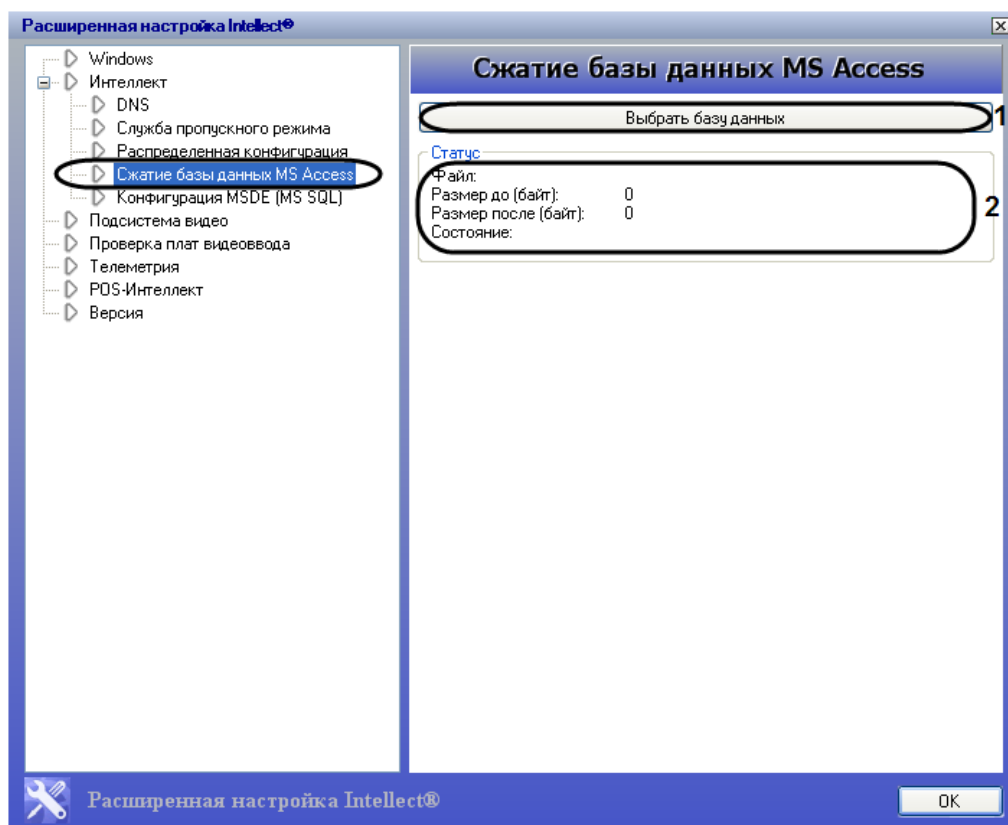 Расширенная настройка Intellect®
Windows
Интеллект
DNS
Служба пропускного режима
Распределенная конфигурация
Сжатие базы данных MS Access
Конфигурация MSDE (MS SQL)
Подсистема видео
Проверка плат видеоввода
Телеметрия
POS-Интеллект
Версия
Сжатие базы данных MS Access
Выбрать базу данных 1
Статус
Файл:
Размер до (байт): 0
Размер после (байт): 0
Состояние:
2
Расширенная настройка Intellect®
OK